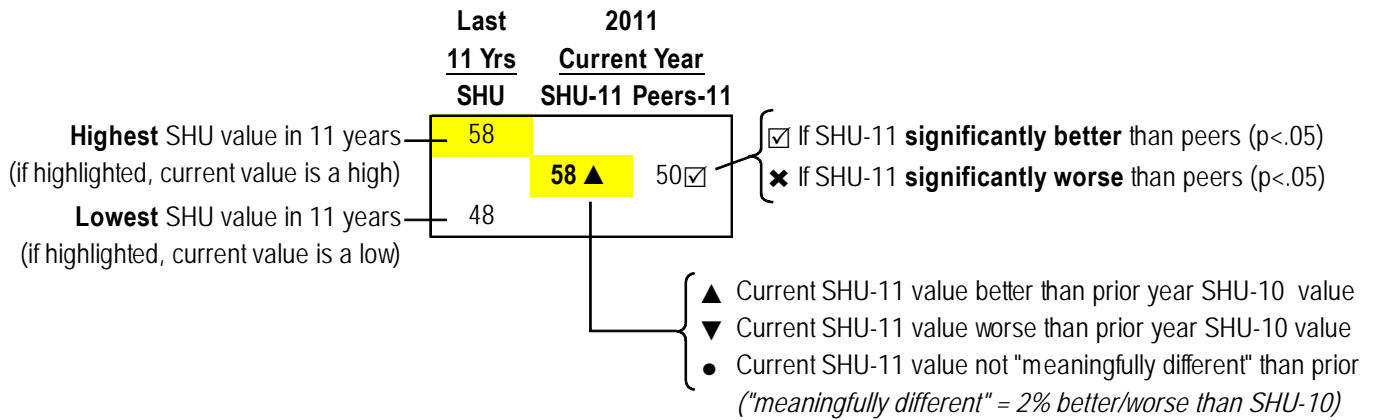 Last 2011
11 Yrs Current Year
SHU SHU-11 Peers-11
Highest SHU value in 11 years 58 ☑ If SHU-11 significantly better than peers (p<.05)
(if highlighted, current value is a high) 58 ▲ 50☑ ✖ If SHU-11 significantly worse than peers (p<.05)
Lowest SHU value in 11 years 48
(if highlighted, current value is a low)
▲ Current SHU-11 value better than prior year SHU-10 value
▼ Current SHU-11 value worse than prior year SHU-10 value
● Current SHU-11 value not "meaningfully different" than prior
("meaningfully different" = 2% better/worse than SHU-10)